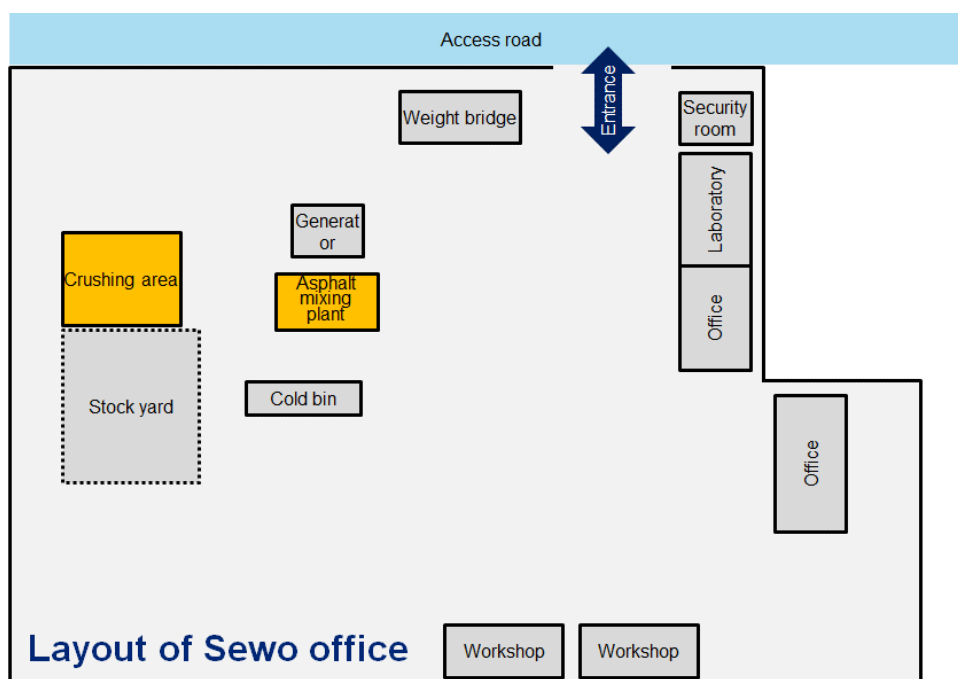 Access road
Entrance
Weight bridge
Security
room
Laboratory
Generat
or
Crushing area
Asphalt
mixing
plant
Office
Stock yard
Cold bin
Office
Layout of Sewo office
Workshop
Workshop